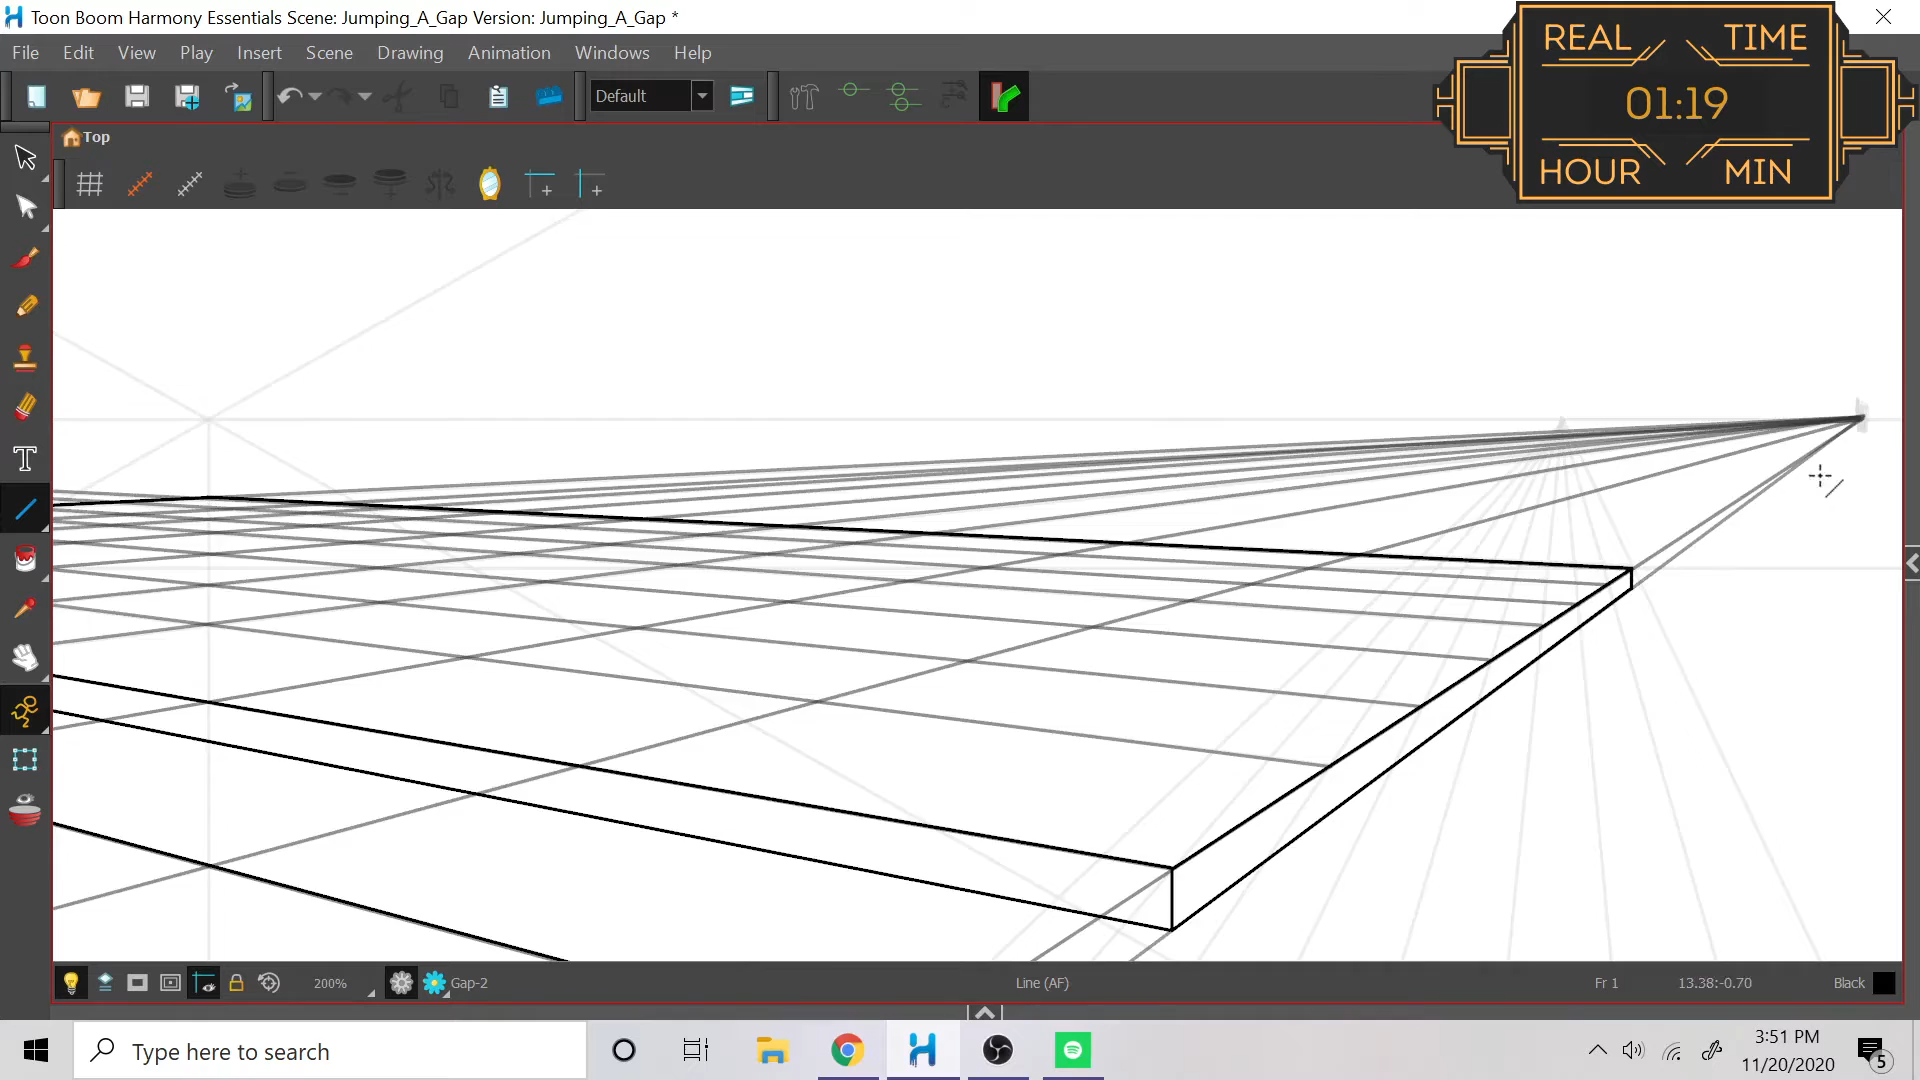 Toon Boom Harmony Essentials Scene: Jumping_A_Gap Version: Jumping_A_Gap *
File Edit View Play Insert Scene Drawing Animation Windows Help
REAL TIME
01:19
HOUR MIN
Default
Top
200%
Gap-2
Line (AF)
Fr 1
13.38:-0.70
Black
Type here to search
3:51 PM
11/20/2020
5